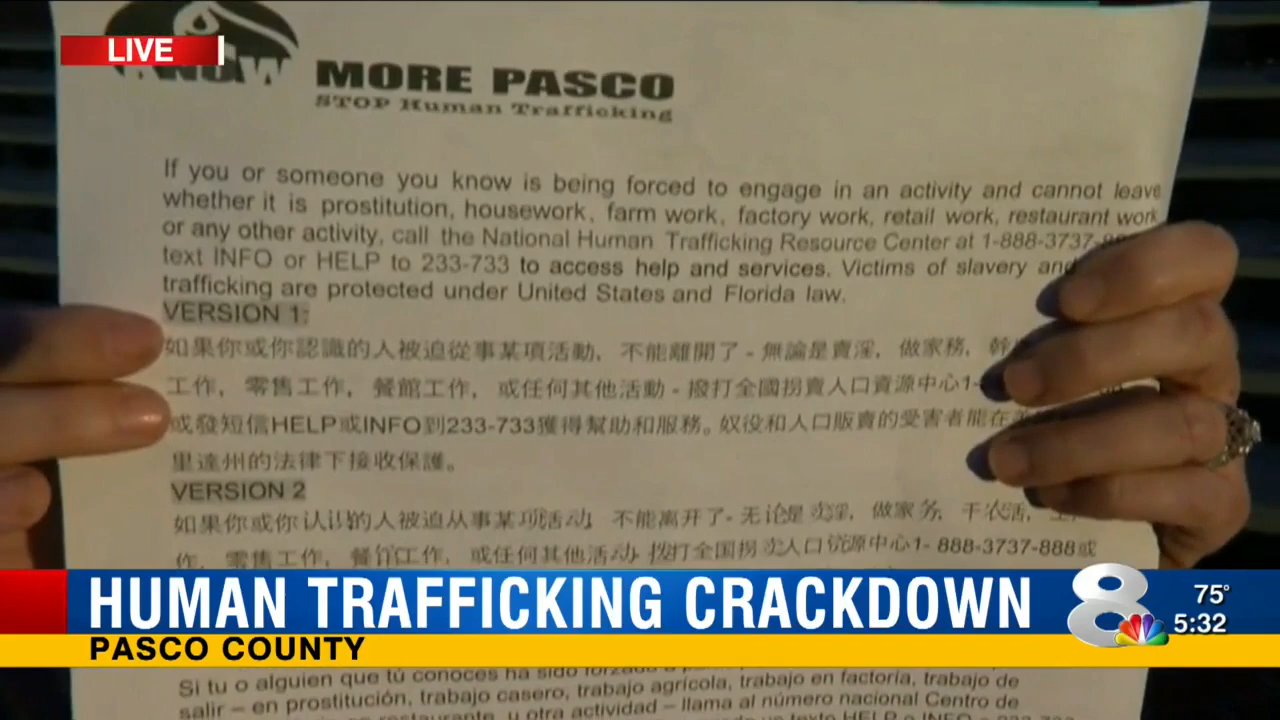 LIVE
KNOW MORE PASCO
STOP Human Trafficking
If you or someone you know is being forced to engage in an activity and cannot leave
whether it is prostitution, housework, farm work, factory work, retail work, restaurant work
or any other activity, call the National Human Trafficking Resource Center at 1-888-3737-
text INFO or HELP to 233-733 to access help and services. Victims of slavery and
trafficking are protected under United States and Florida law.
VERSION 1:
如果你或你認識的人被迫從事某項活動, 不能離開了 - 無論是賣淫, 做家務,
工作, 零售工作, 餐館工作, 或任何其他活動 - 撥打全國拐賣人口資源中心1-
或發短信HELP或INFO到233-733獲得幫助和服務。奴役和人口販賣的受害者能在
里達州的法律下接收保護。
VERSION 2
如果你或你认识的人被迫从事某项活动, 不能离开了- 无论是卖淫, 做家务, 干农活,
作, 零售工作, 餐馆工作, 或任何其他活动- 拨打全国拐卖人口资源中心1- 888-3737-888或
HUMAN TRAFFICKING CRACKDOWN
8
75°
5:32
PASCO COUNTY
Si tu o alguien que tú conoces ha sido forzado
salir – en prostitución, trabajo casero, trabajo agrícola, trabajo en factoría, trabajo de
restaurante, u otra actividad – llama al número nacional Centro de